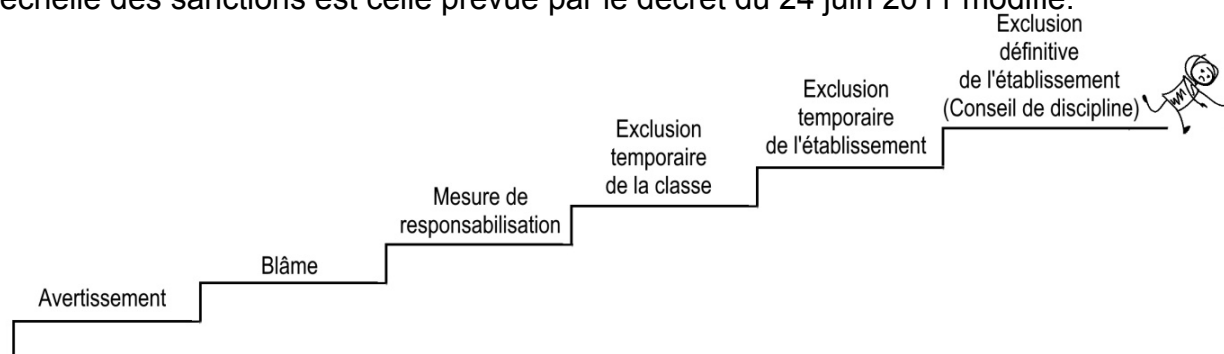 échelle des sanctions est celle prévue par le décret du 24 juin 2011 modifié.
Exclusion
définitive
de l'établissement
(Conseil de discipline)
Exclusion
temporaire
de l'établissement
Exclusion
temporaire
de la classe
Mesure de
responsabilisation
Blâme
Avertissement